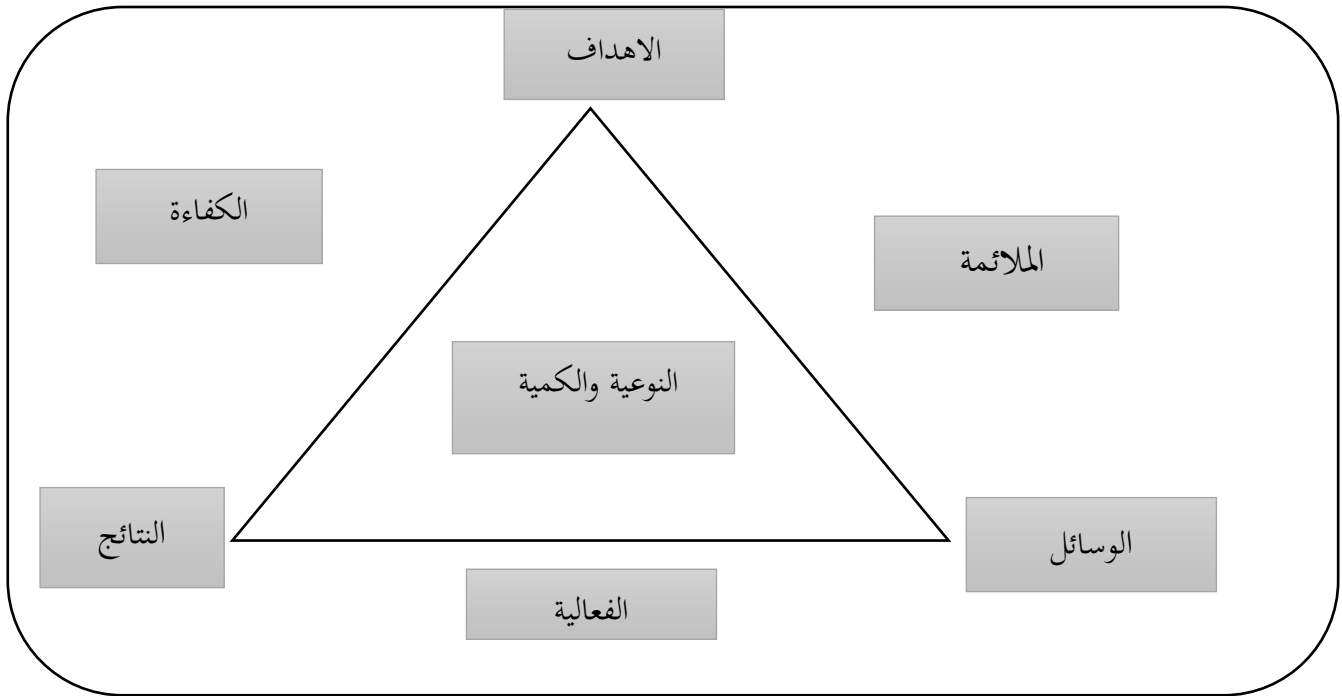 الاهداف
الكفاءة
الملائمة
النوعية والكمية
النتائج
الوسائل
الفعالية